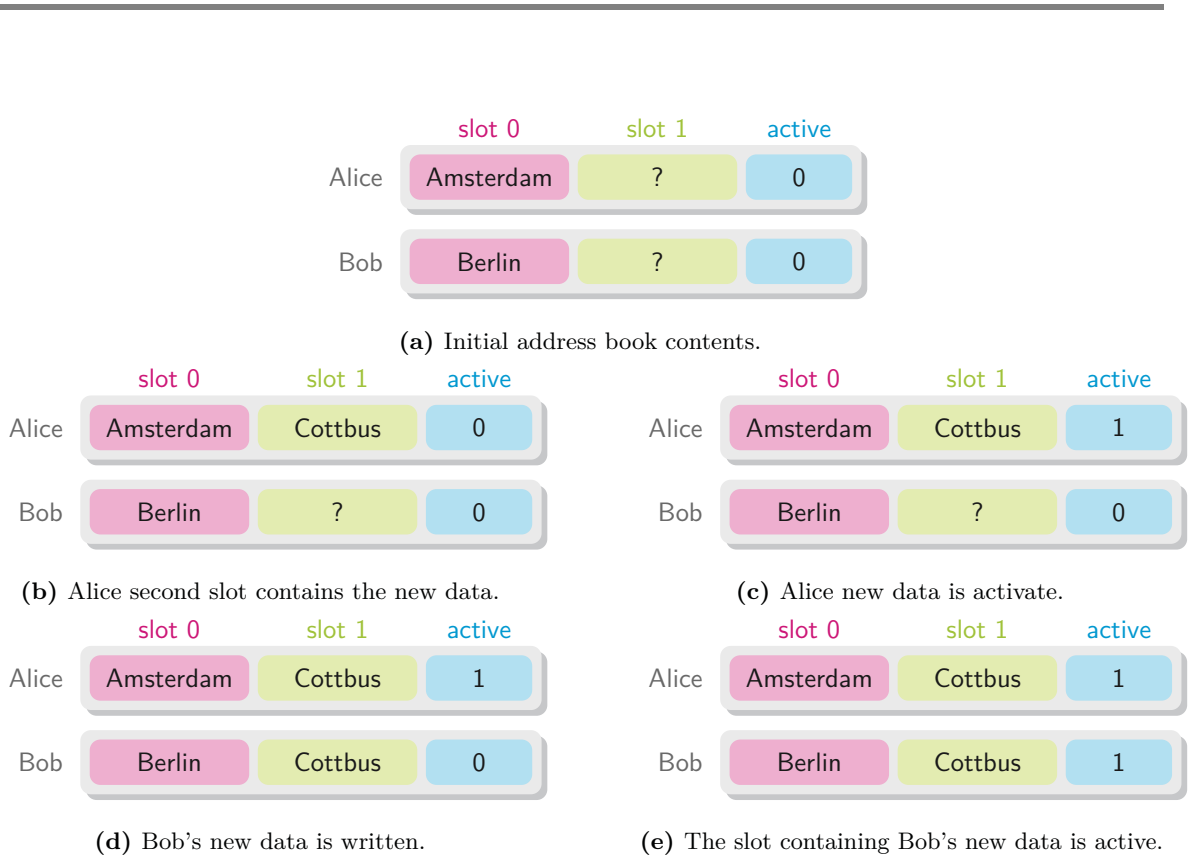 slot 0 slot 1 active
Alice Amsterdam ? 0
Bob Berlin ? 0
(a) Initial address book contents.
slot 0 slot 1 active
Alice Amsterdam Cottbus 0
Bob Berlin ? 0
(b) Alice second slot contains the new data.
slot 0 slot 1 active
Alice Amsterdam Cottbus 1
Bob Berlin ? 0
(c) Alice new data is activate.
slot 0 slot 1 active
Alice Amsterdam Cottbus 1
Bob Berlin Cottbus 0
(d) Bob's new data is written.
slot 0 slot 1 active
Alice Amsterdam Cottbus 1
Bob Berlin Cottbus 1
(e) The slot containing Bob's new data is active.